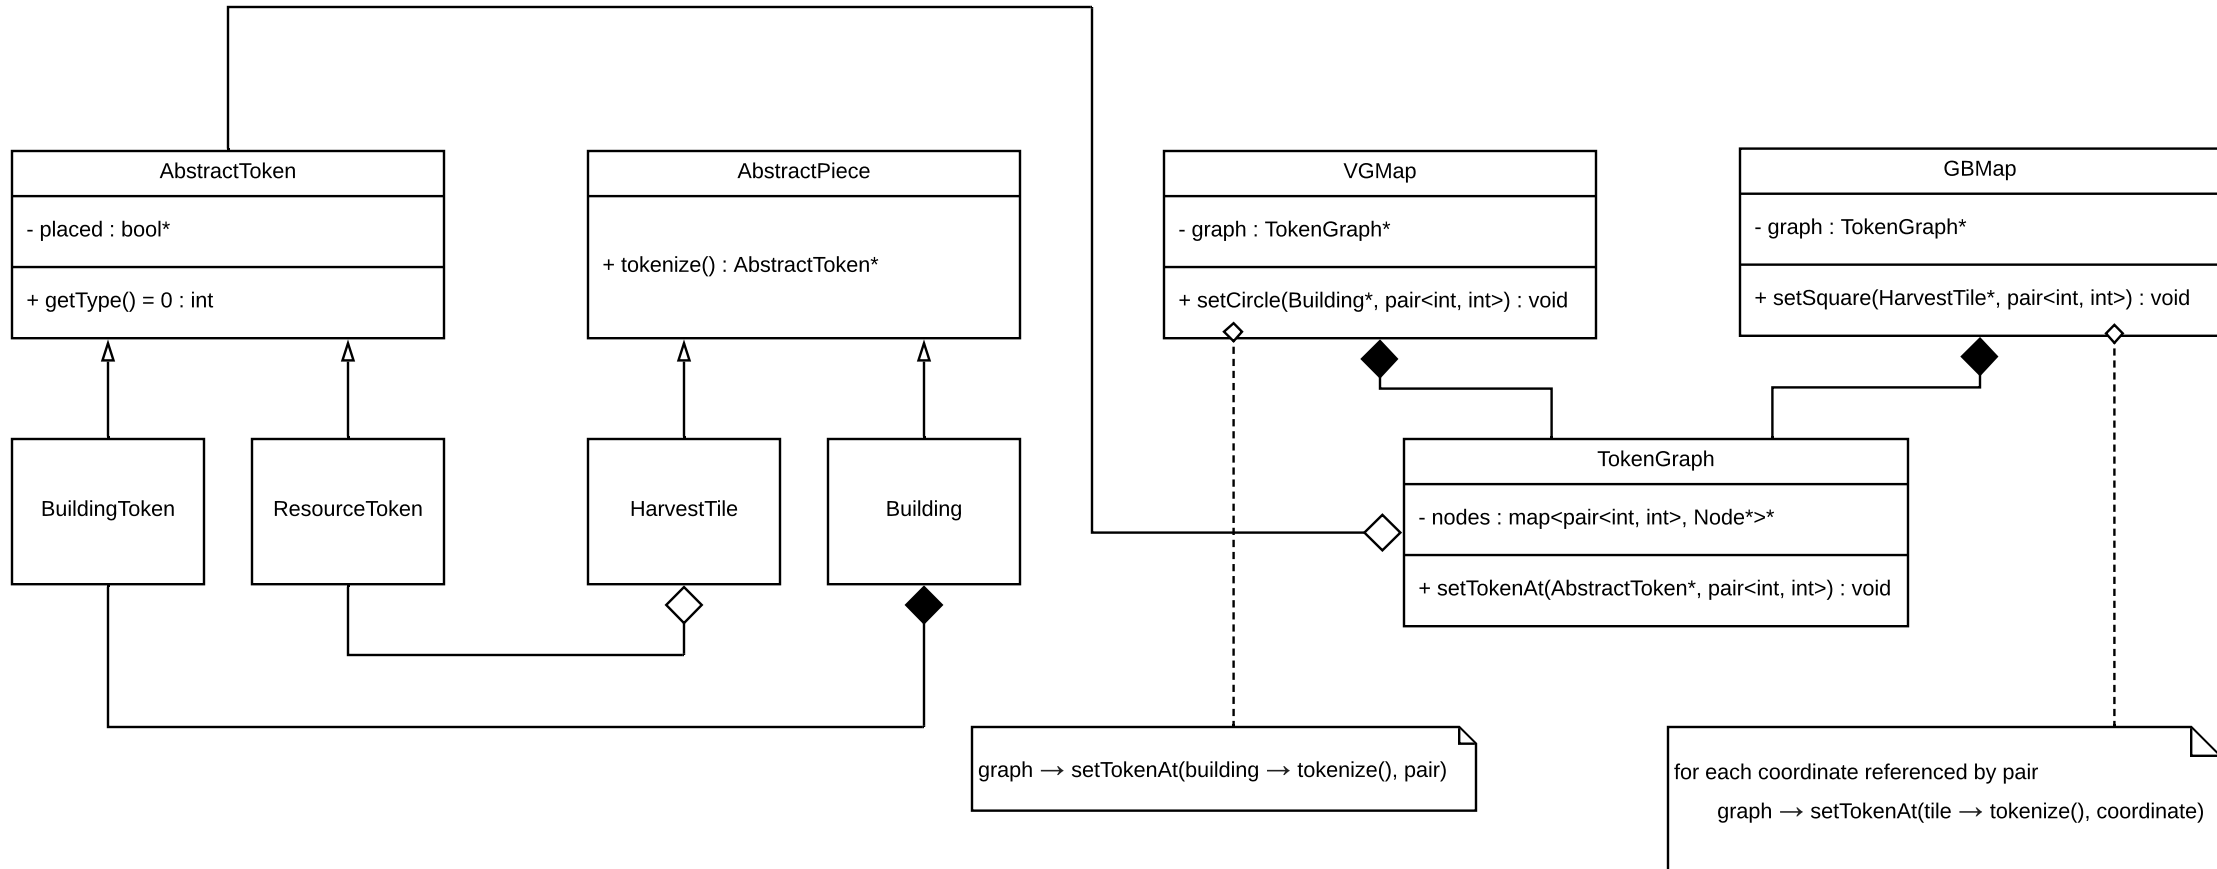 AbstractToken
- placed : bool*
+ getType() = 0 : int
AbstractPiece
+ tokenize() : AbstractToken*
VGMap
- graph : TokenGraph*
+ setCircle(Building*, pair<int, int>) : void
GBMap
- graph : TokenGraph*
+ setSquare(HarvestTile*, pair<int, int>) : void
BuildingToken
ResourceToken
HarvestTile
Building
TokenGraph
- nodes : map<pair<int, int>, Node*>*
+ setTokenAt(AbstractToken*, pair<int, int>) : void
graph → setTokenAt(building → tokenize(), pair)
for each coordinate referenced by pair
graph → setTokenAt(tile → tokenize(), coordinate)